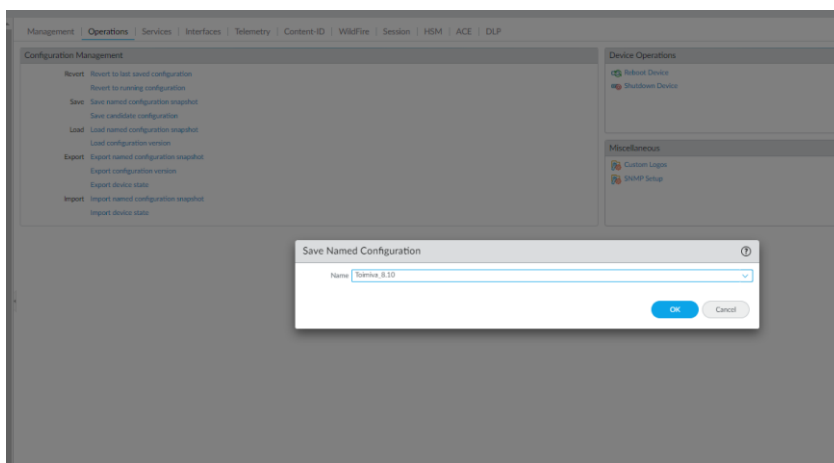 Management | Operations | Services | Interfaces | Telemetry | Content-ID | WildFire | Session | HSM | ACE | DLP
Configuration Management
Revert Revert to last saved configuration
Revert to running configuration
Save Save named configuration snapshot
Save candidate configuration
Load Load named configuration snapshot
Load configuration version
Export Export named configuration snapshot
Export configuration version
Export device state
Import Import named configuration snapshot
Import device state
Device Operations
Reboot Device
Shutdown Device
Miscellaneous
Custom Logos
SNMP Setup
Save Named Configuration
Name Toimiva_8.10
OK Cancel